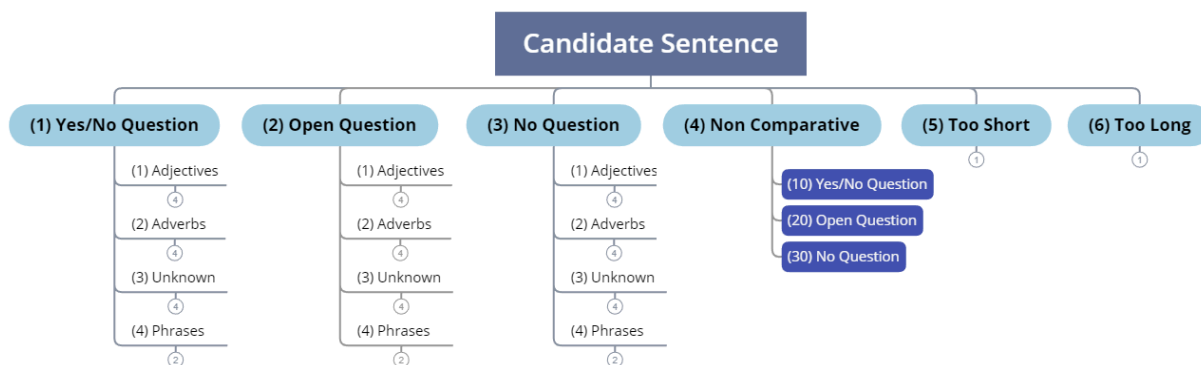 Candidate Sentence
(1) Yes/No Question
(2) Open Question
(3) No Question
(4) Non Comparative
(5) Too Short
(6) Too Long
(1) Adjectives
4
(2) Adverbs
4
(3) Unknown
4
(4) Phrases
2
(1) Adjectives
4
(2) Adverbs
4
(3) Unknown
4
(4) Phrases
2
(1) Adjectives
4
(2) Adverbs
4
(3) Unknown
4
(4) Phrases
2
(10) Yes/No Question
(20) Open Question
(30) No Question
1
1